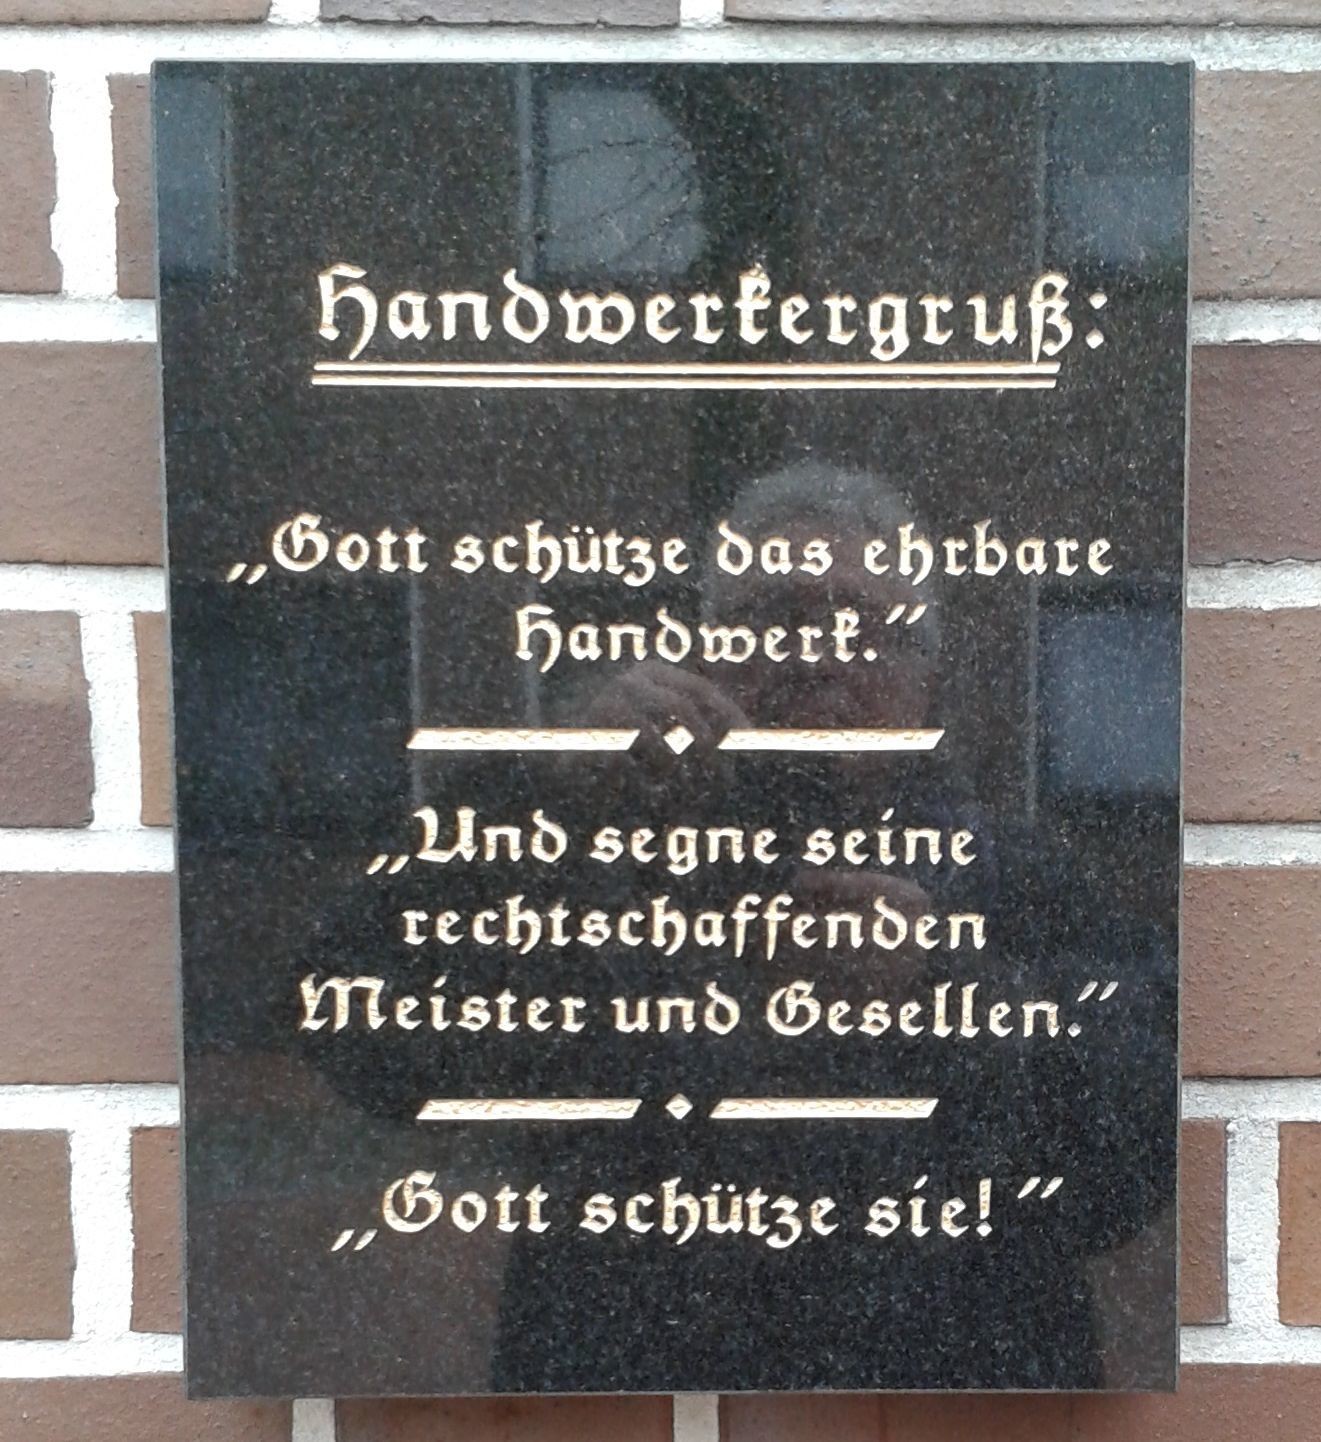 Handwerkergruß:
„Gott schütze das ehrbare
Handwerk.”
„Und segne seine
rechtschaffenden
Meister und Gesellen.”
„Gott schütze sie!”